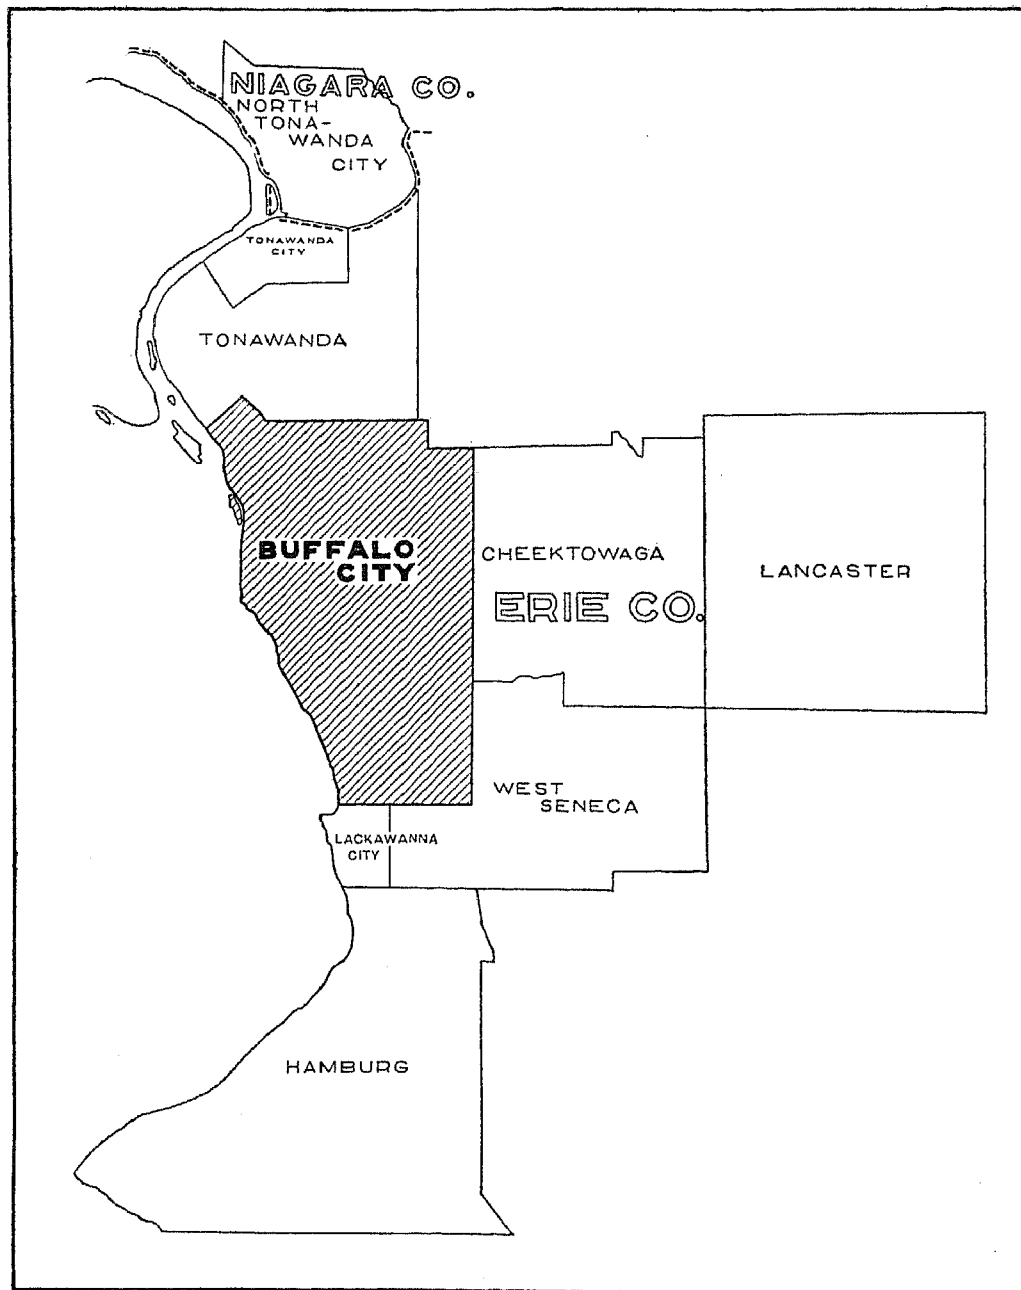 NIAGARA CO.
NORTH
TONA-
WANDA
CITY
TONAWANDA
CITY
TONAWANDA
BUFFALO
CITY
CHEEKTOWAGA
ERIE CO.
LANCASTER
WEST
SENECA
LACKAWANNA
CITY
HAMBURG